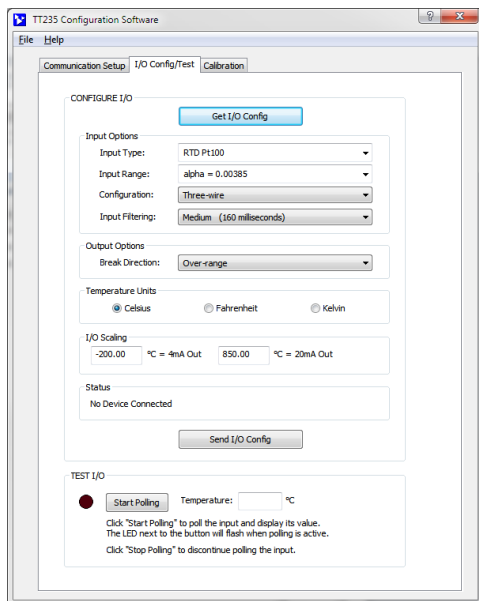 TT235 Configuration Software
File Help
Communication Setup I/O Config/Test Calibration
CONFIGURE I/O
Get I/O Config
Input Options
Input Type: RTD Pt100
Input Range: alpha = 0.00385
Configuration: Three-wire
Input Filtering: Medium (160 milliseconds)
Output Options
Break Direction: Over-range
Temperature Units
Celsius Fahrenheit Kelvin
I/O Scaling
-200.00 ºC = 4mA Out 850.00 ºC = 20mA Out
Status
No Device Connected
Send I/O Config
TEST I/O
Start Polling Temperature: ºC
Click "Start Polling" to poll the input and display its value.
The LED next to the button will flash when polling is active.
Click "Stop Polling" to discontinue polling the input.